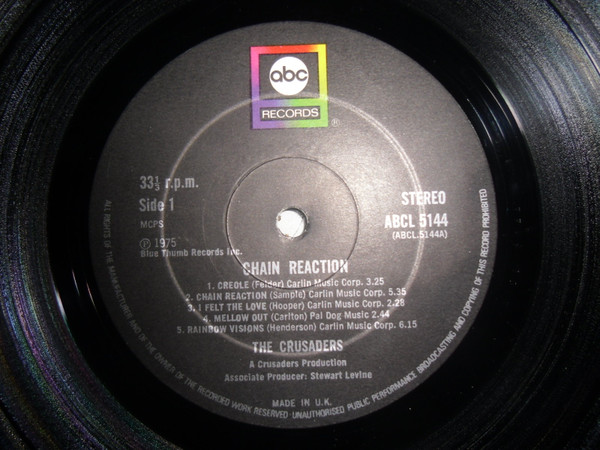 abc
RECORDS
®
33⅓ r.p.m.
Side 1
MCPS
℗ 1975
Blue Thumb Records Inc.
STEREO
ABCL 5144
(ABCL.5144A)
CHAIN REACTION
1. CREOLE (Felder) Carlin Music Corp. 3.25
2. CHAIN REACTION (Sample) Carlin Music Corp. 5.35
3. I FELT THE LOVE (Hooper) Carlin Music Corp. 2.28
4. MELLOW OUT (Carlton) Pal Dog Music 2.44
5. RAINBOW VISIONS (Henderson) Carlin Music Corp. 6.15
THE CRUSADERS
A Crusaders Production
Associate Producer: Stewart Levine
MADE IN U.K.
ALL RIGHTS OF THE MANUFACTURER AND OF THE OWNER OF THE RECORDED WORK RESERVED · UNAUTHORISED PUBLIC PERFORMANCE BROADCASTING AND COPYING OF THIS RECORD PROHIBITED